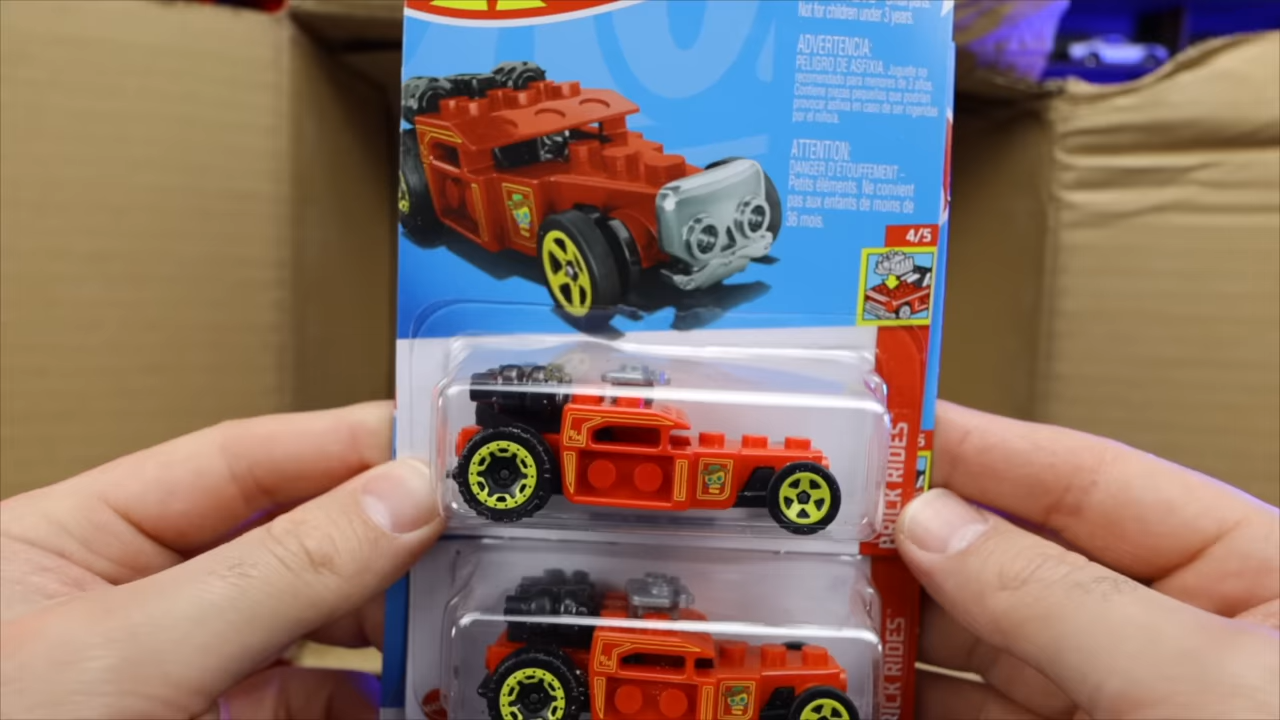 Not for children under 3 years.
ADVERTENCIA:
PELIGRO DE ASFIXIA. Juguete no
recomendado para menores de 3 años.
Contiene piezas pequeñas que podrían
provocar asfixia en caso de ser ingeridas
por el niño/a.
ATTENTION:
DANGER D'ÉTOUFFEMENT –
Petits éléments. Ne convient
pas aux enfants de moins de
36 mois.
4/5
BRICK RIDES
BRICK RIDES™